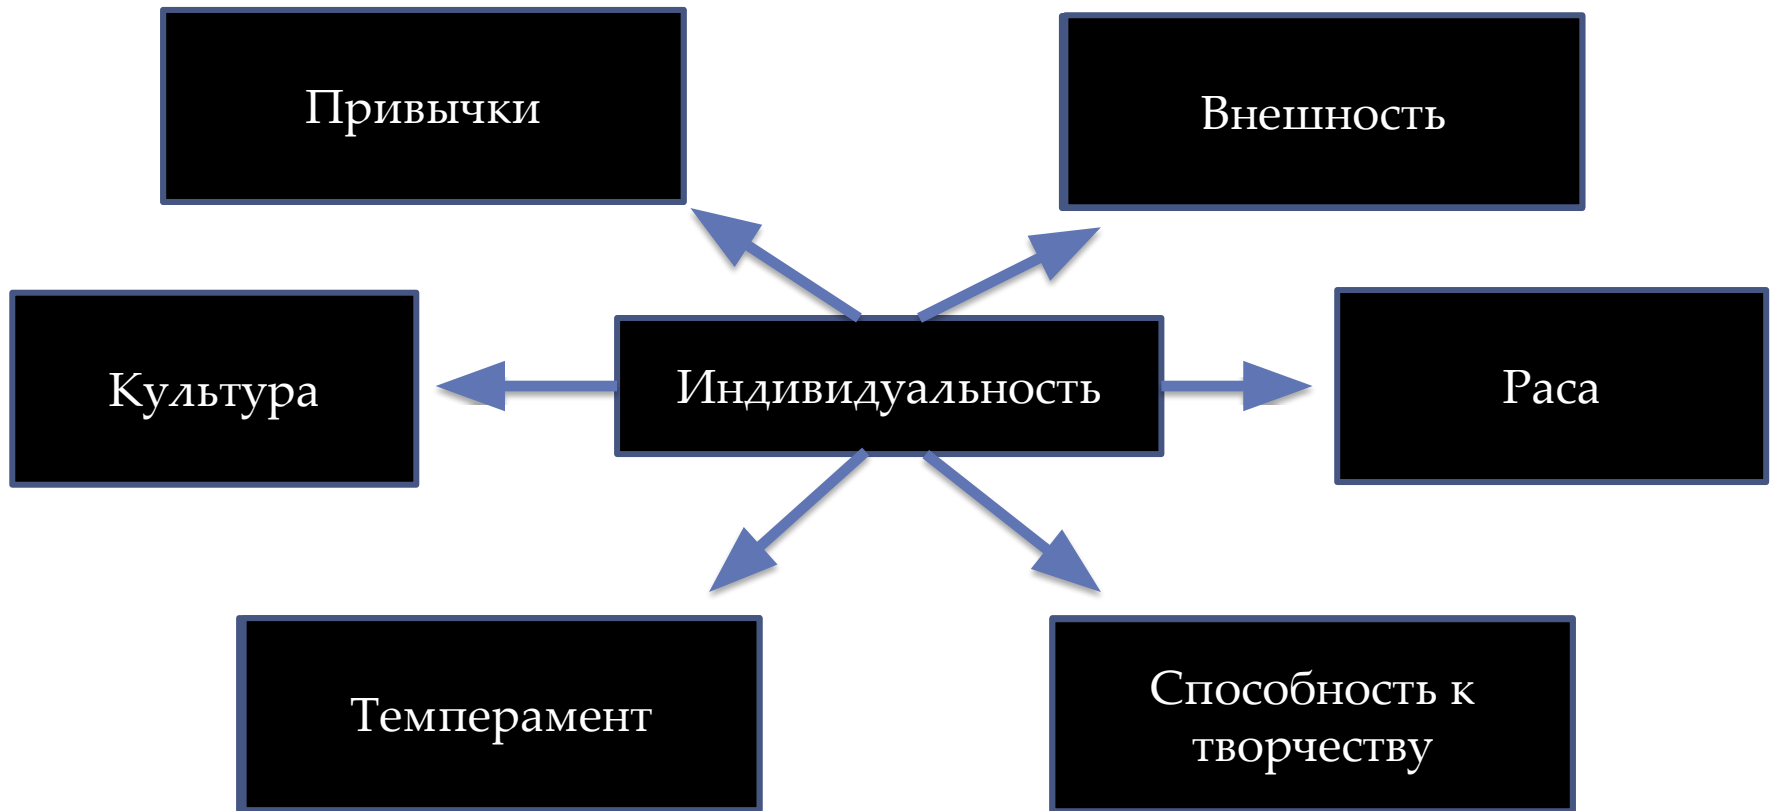 Привычки
Внешность
Культура
Индивидуальность
Раса
Темперамент
Способность к
творчеству